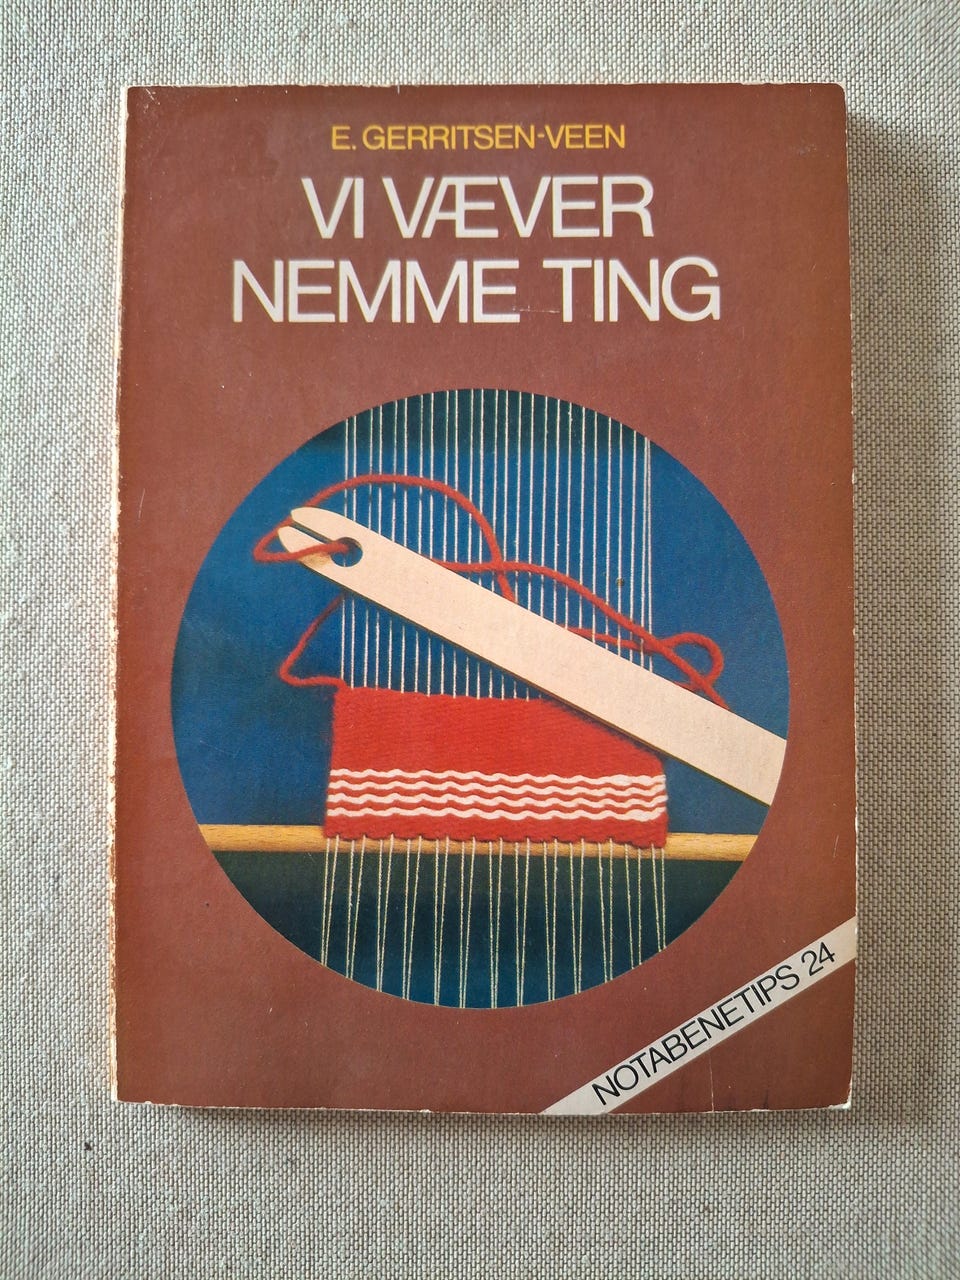 E. GERRITSEN-VEEN
VI VÆVER
NEMME TING
NOTABENETIPS 24